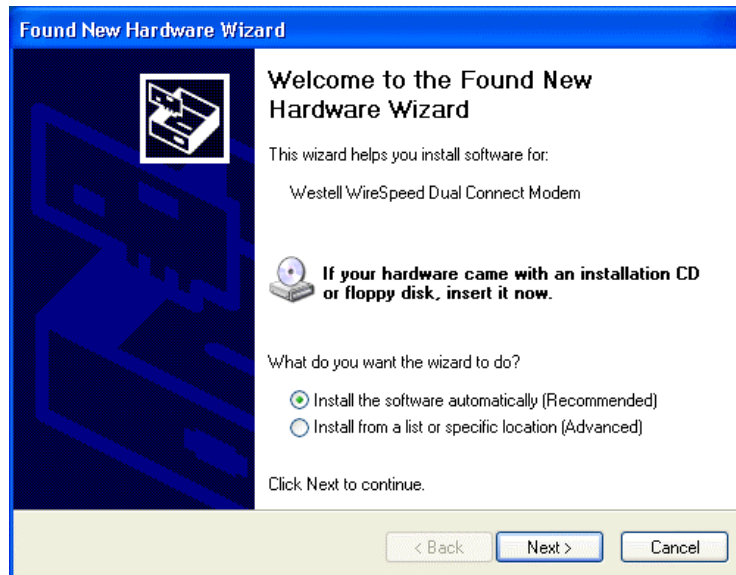 Found New Hardware Wizard
Welcome to the Found New
Hardware Wizard
This wizard helps you install software for:
Westell WireSpeed Dual Connect Modem
If your hardware came with an installation CD
or floppy disk, insert it now.
What do you want the wizard to do?
Install the software automatically (Recommended)
Install from a list or specific location (Advanced)
Click Next to continue.
< Back
Next >
Cancel